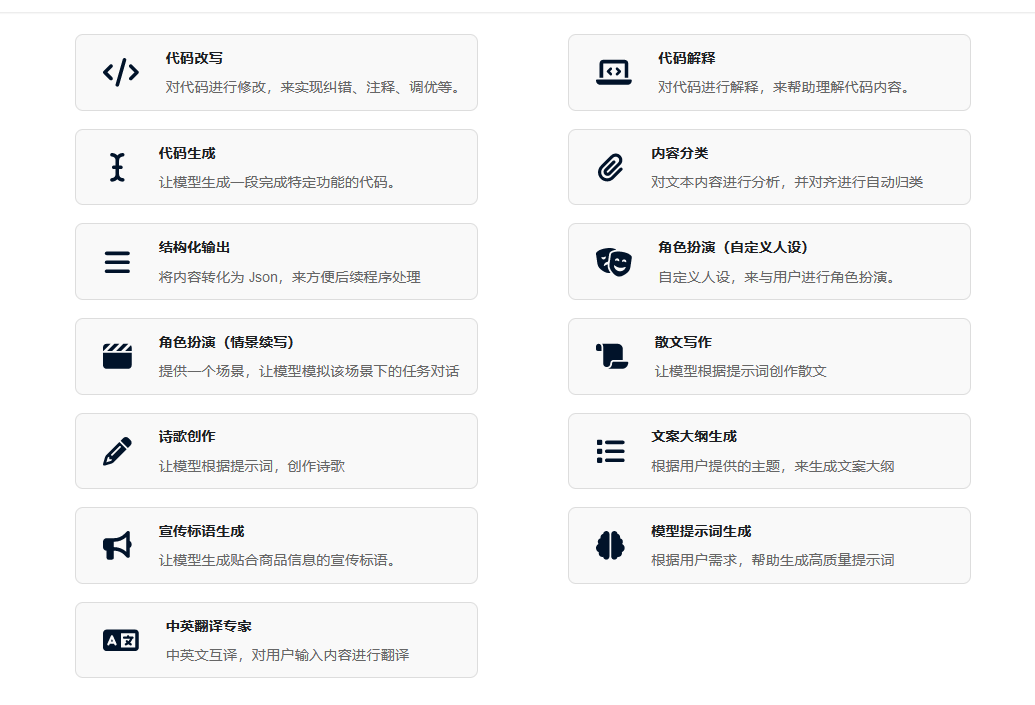 代码改写
对代码进行修改，来实现纠错、注释、调优等。
代码解释
对代码进行解释，来帮助理解代码内容。
代码生成
让模型生成一段完成特定功能的代码。
内容分类
对文本内容进行分析，并对齐进行自动归类
结构化输出
将内容转化为 Json，来方便后续程序处理
角色扮演（自定义人设）
自定义人设，来与用户进行角色扮演。
角色扮演（情景续写）
提供一个场景，让模型模拟该场景下的任务对话
散文写作
让模型根据提示词创作散文
诗歌创作
让模型根据提示词，创作诗歌
文案大纲生成
根据用户提供的主题，来生成文案大纲
宣传标语生成
让模型生成贴合商品信息的宣传标语。
模型提示词生成
根据用户需求，帮助生成高质量提示词
A 文
中英翻译专家
中英文互译，对用户输入内容进行翻译